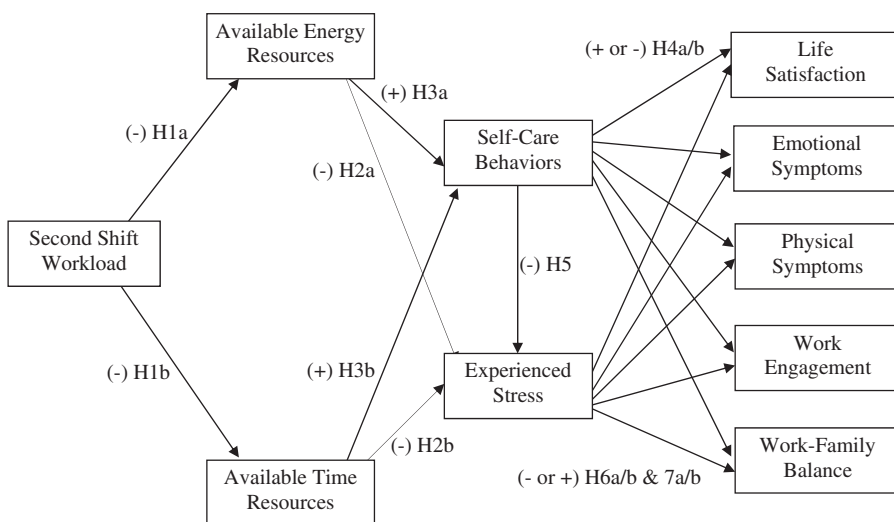 Available Energy
Resources
(+ or -) H4a/b
Life
Satisfaction
(+) H3a
(-) H1a
Self-Care
Behaviors
Emotional
Symptoms
(-) H2a
Second Shift
Workload
Physical
Symptoms
(-) H5
(-) H1b
(+) H3b
Experienced
Stress
Work
Engagement
(-) H2b
Available Time
Resources
(- or +) H6a/b & 7a/b
Work-Family
Balance